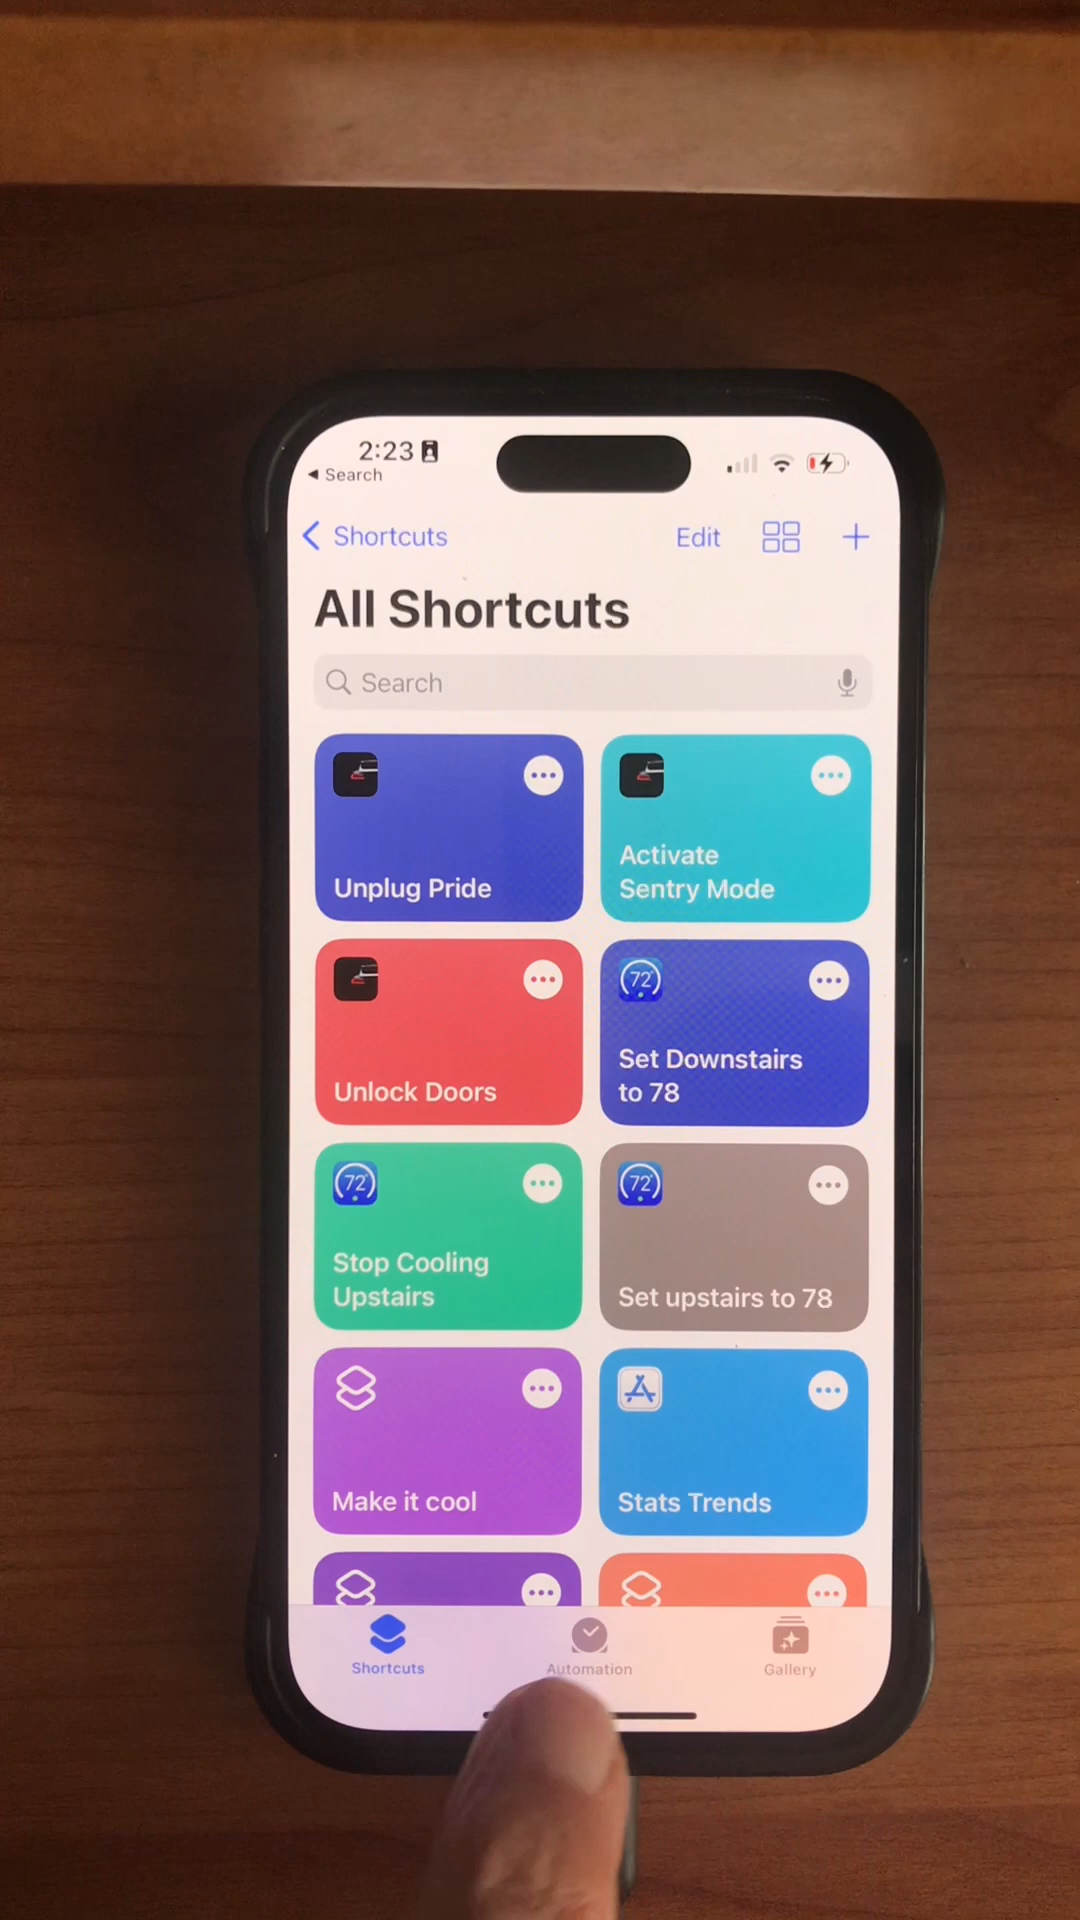 2:23
◀ Search
Shortcuts
Edit
All Shortcuts
Search
Unplug Pride
Activate
Sentry Mode
Unlock Doors
72°
Set Downstairs
to 78
72°
Stop Cooling
Upstairs
72°
Set upstairs to 78
Make it cool
Stats Trends
Shortcuts
Automation
Gallery